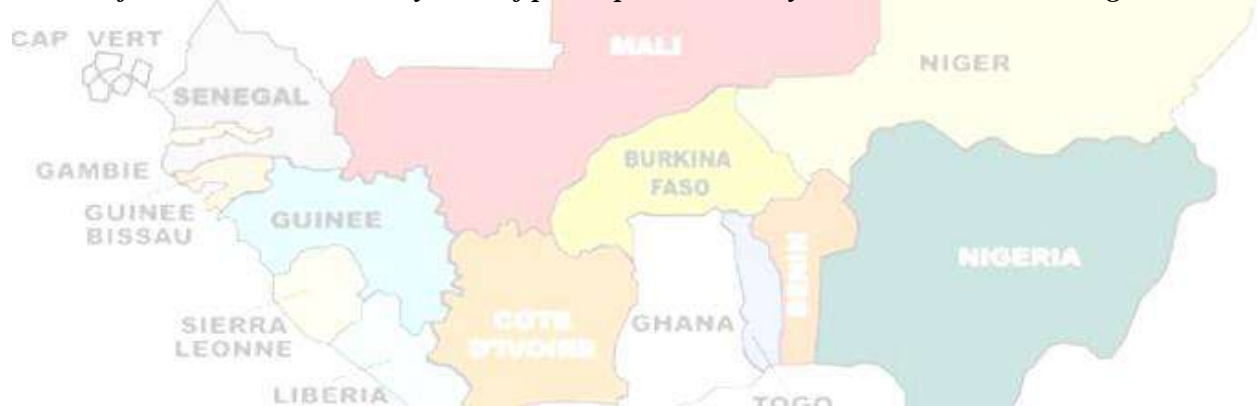 CAP VERT
MALI
NIGER
SENEGAL
BURKINA
FASO
GAMBIE
GUINEE
BISSAU
GUINEE
BENIN
NIGERIA
SIERRA
LEONNE
COTE
D'IVOIRE
GHANA
LIBERIA
TOGO